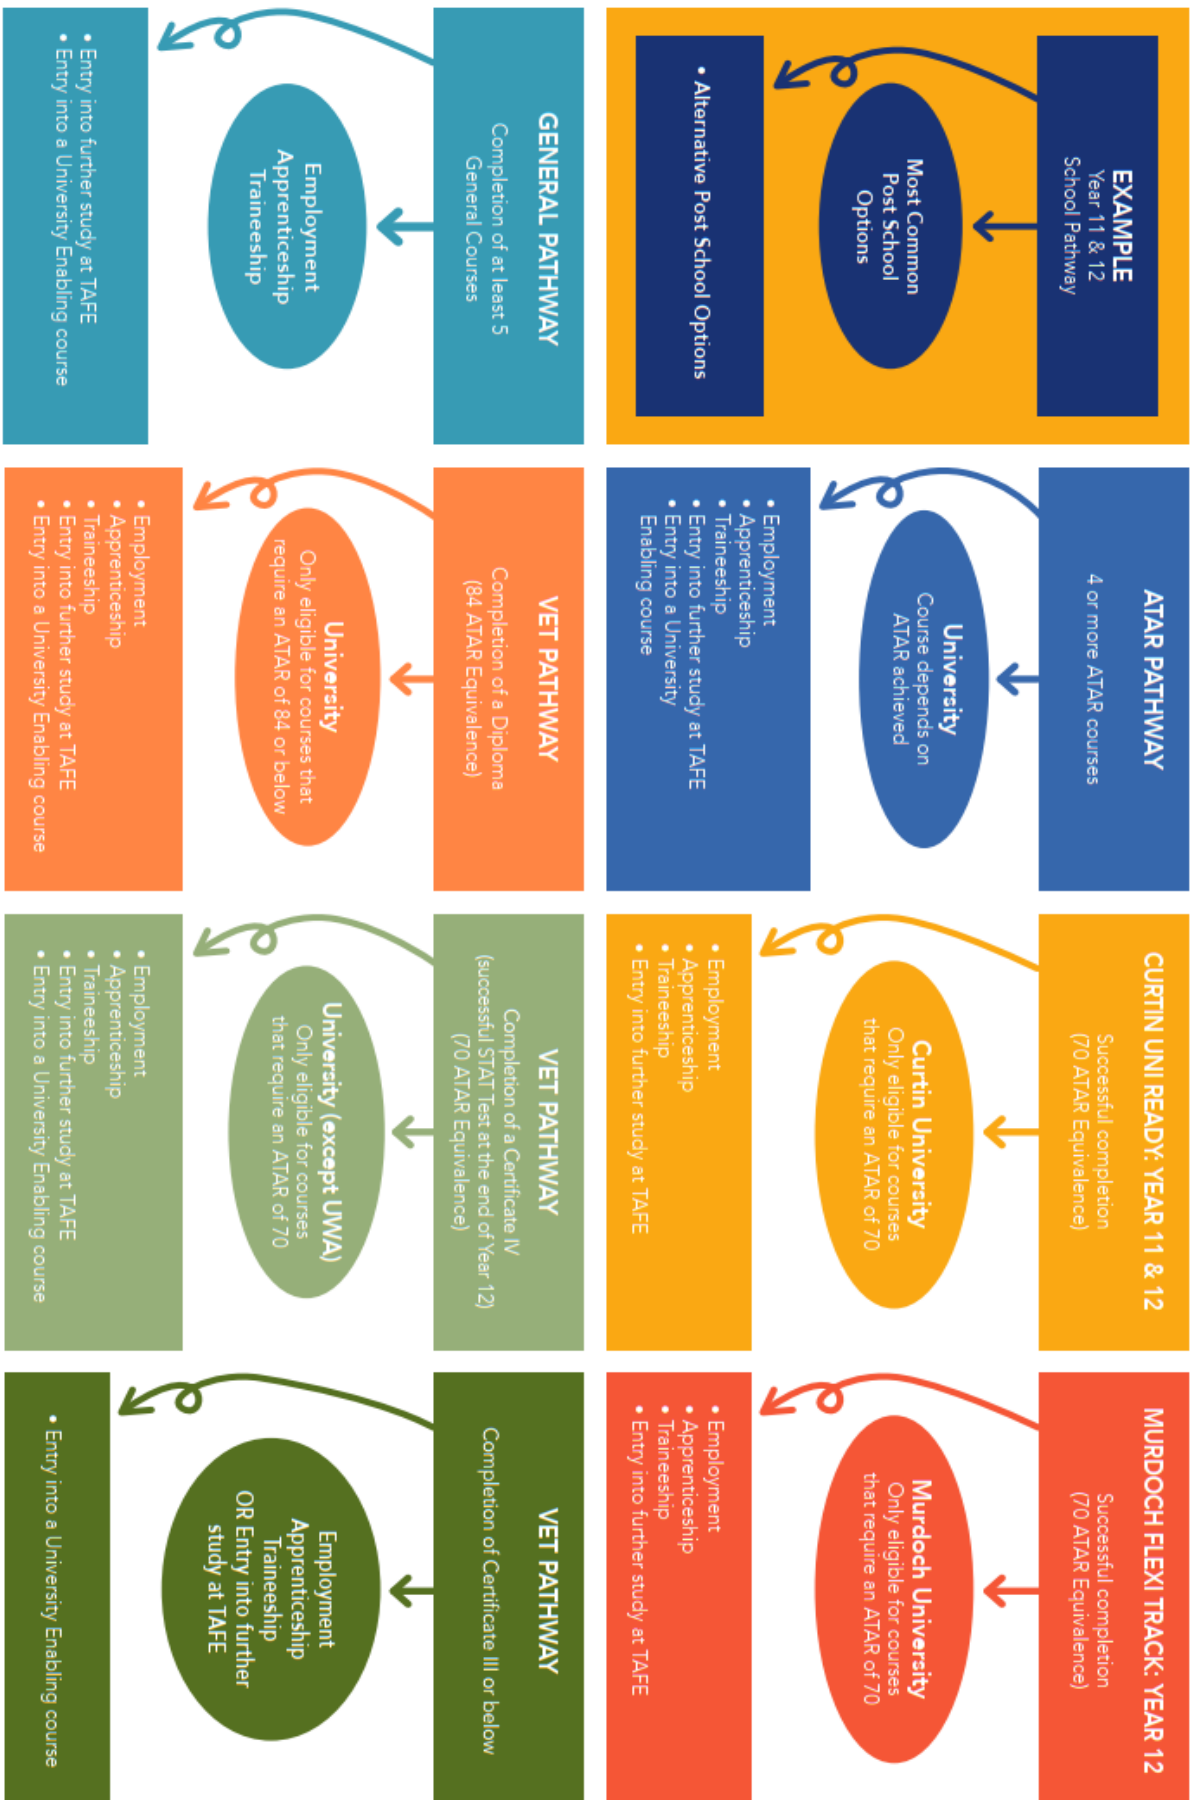 EXAMPLE
Year 11 & 12
School Pathway
Most Common
Post School
Options
• Alternative Post School Options
ATAR PATHWAY
4 or more ATAR courses
University
Course depends on
ATAR achieved
• Employment
• Apprenticeship
• Traineeship
• Entry into further study at TAFE
• Entry into a University
Enabling course
CURTIN UNI READY: YEAR 11 & 12
Successful completion
(70 ATAR Equivalence)
Curtin University
Only eligible for courses
that require an ATAR of 70
• Employment
• Apprenticeship
• Traineeship
• Entry into further study at TAFE
MURDOCH FLEXI TRACK: YEAR 12
Successful completion
(70 ATAR Equivalence)
Murdoch University
Only eligible for courses
that require an ATAR of 70
• Employment
• Apprenticeship
• Traineeship
• Entry into further study at TAFE
GENERAL PATHWAY
Completion of at least 5
General Courses
Employment
Apprenticeship
Traineeship
• Entry into further study at TAFE
• Entry into a University Enabling course
VET PATHWAY
Completion of a Diploma
(84 ATAR Equivalence)
University
Only eligible for courses that
require an ATAR of 84 or below
• Employment
• Apprenticeship
• Traineeship
• Entry into further study at TAFE
• Entry into a University Enabling course
VET PATHWAY
Completion of a Certificate IV
(successful STAT Test at the end of Year 12)
(70 ATAR Equivalence)
University (except UWA)
Only eligible for courses
that require an ATAR of 70
• Employment
• Apprenticeship
• Traineeship
• Entry into further study at TAFE
• Entry into a University Enabling course
VET PATHWAY
Completion of Certificate III or below
Employment
Apprenticeship
Traineeship
OR Entry into further
study at TAFE
• Entry into a University Enabling course